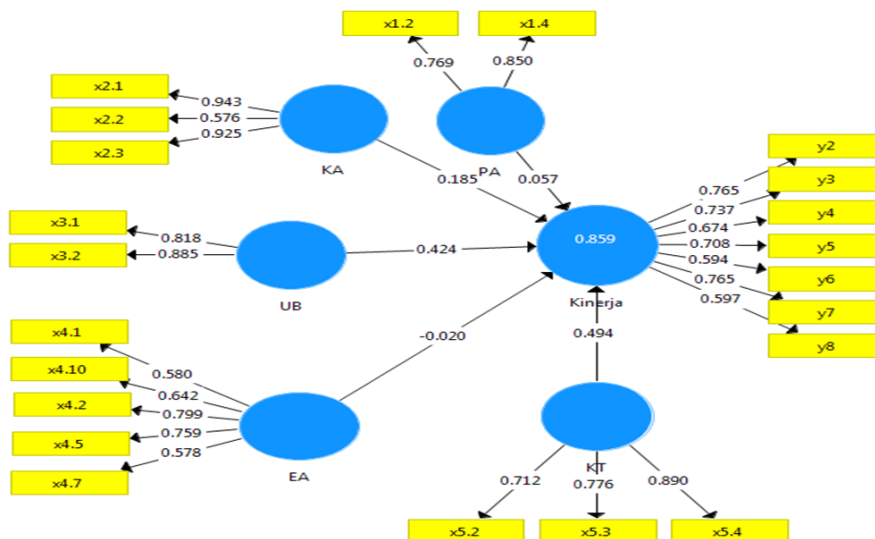 x1.2
x1.4
0.769
0.850
PA
0.057
x2.1
x2.2
x2.3
0.943
0.576
0.925
KA
0.185
x3.1
x3.2
0.818
0.885
UB
0.424
x4.1
x4.10
x4.2
x4.5
x4.7
0.580
0.642
0.799
0.759
0.578
EA
-0.020
0.859
Kinerja
0.494
KT
0.712
0.776
0.890
x5.2
x5.3
x5.4
0.765
0.737
0.674
0.708
0.594
0.765
0.597
y2
y3
y4
y5
y6
y7
y8